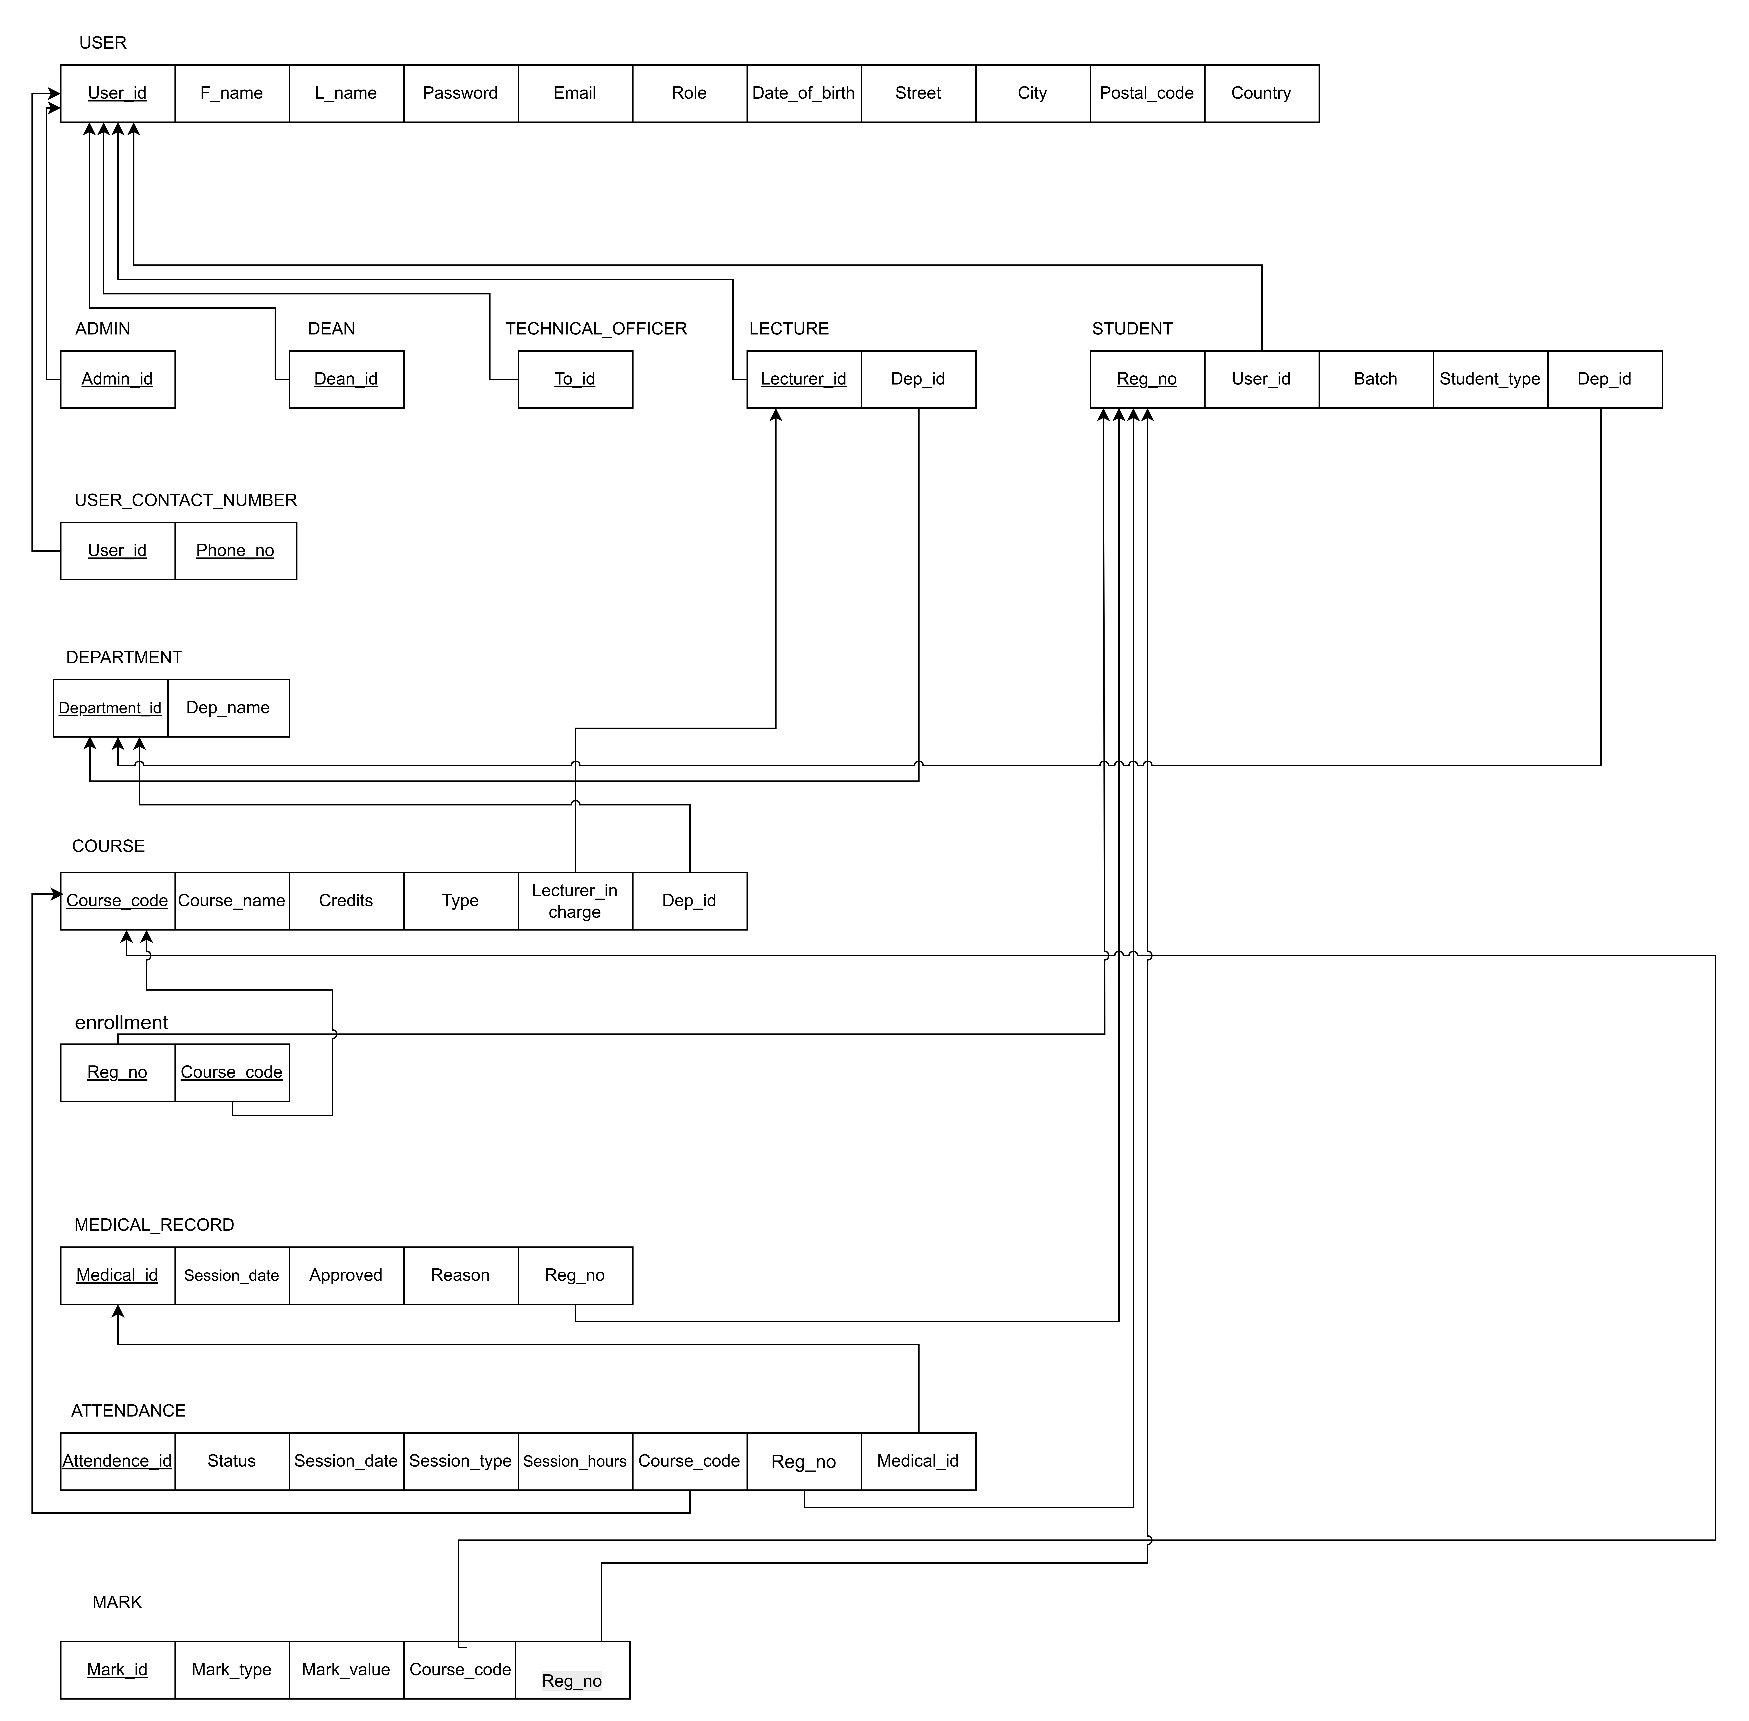 USER
User_id F_name L_name Password Email Role Date_of_birth Street City Postal_code Country
ADMIN DEAN TECHNICAL_OFFICER LECTURE STUDENT
Admin_id Dean_id To_id Lecturer_id Dep_id Reg_no User_id Batch Student_type Dep_id
USER_CONTACT_NUMBER
User_id Phone_no
DEPARTMENT
Department_id Dep_name
COURSE
Course_code Course_name Credits Type Lecturer_in
charge Dep_id
enrollment
Reg_no Course_code
MEDICAL_RECORD
Medical_id Session_date Approved Reason Reg_no
ATTENDANCE
Attendence_id Status Session_date Session_type Session_hours Course_code Reg_no Medical_id
MARK
Mark_id Mark_type Mark_value Course_code Reg_no